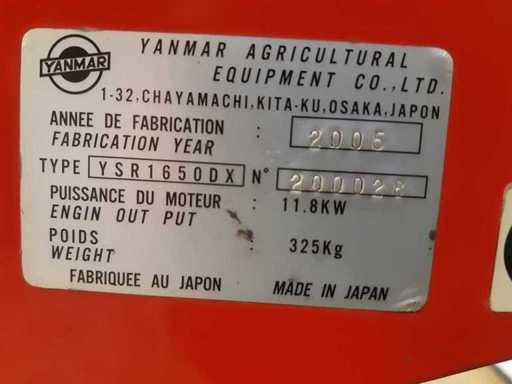 YANMAR
YANMAR AGRICULTURAL
EQUIPMENT CO.,LTD.
1-32,CHAYAMACHI,KITA-KU,OSAKA,JAPON
ANNEE DE FABRICATION
FABRICATION YEAR : 2005
TYPE YSR1650DX N°
PUISSANCE DU MOTEUR : 11.8KW
ENGIN OUT PUT
POIDS : 325Kg
WEIGHT
FABRIQUEE AU JAPON MADE IN JAPAN